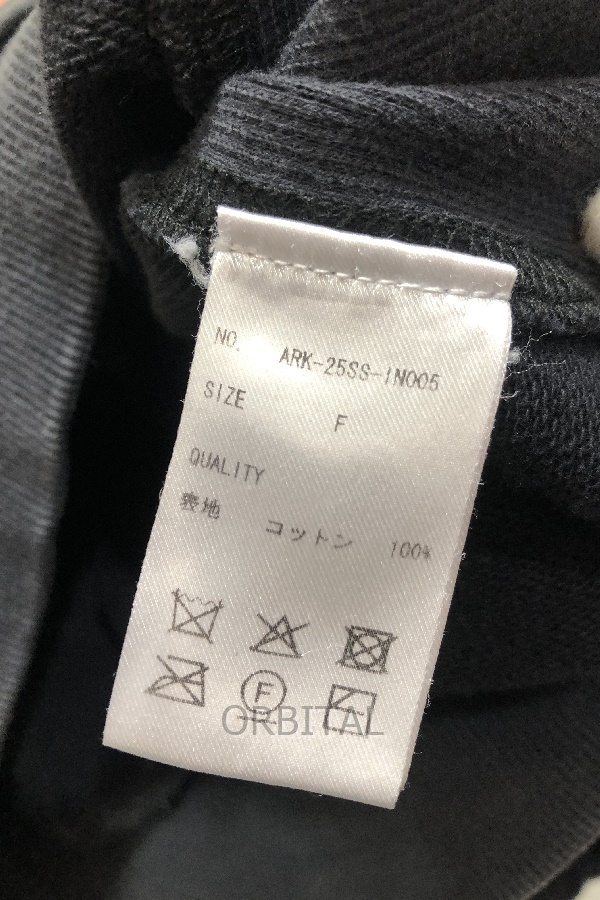 NO. ARK-25SS-IN005
SIZE F
QUALITY
表地 コットン 100%
F
ORBITAL